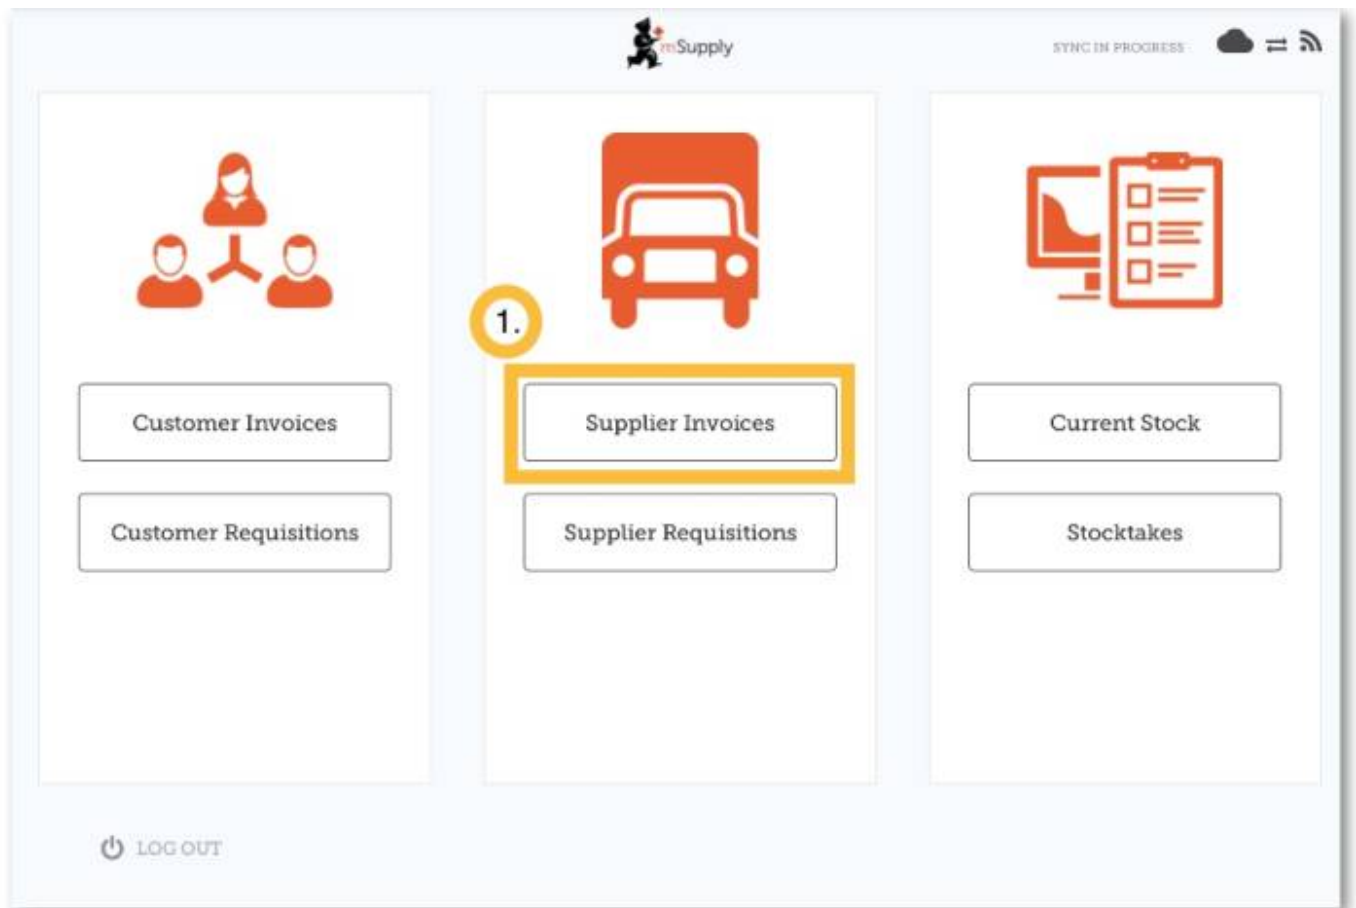 mSupply
SYNC IN PROGRESS
1.
Customer Invoices
Supplier Invoices
Current Stock
Customer Requisitions
Supplier Requisitions
Stocktakes
LOG OUT